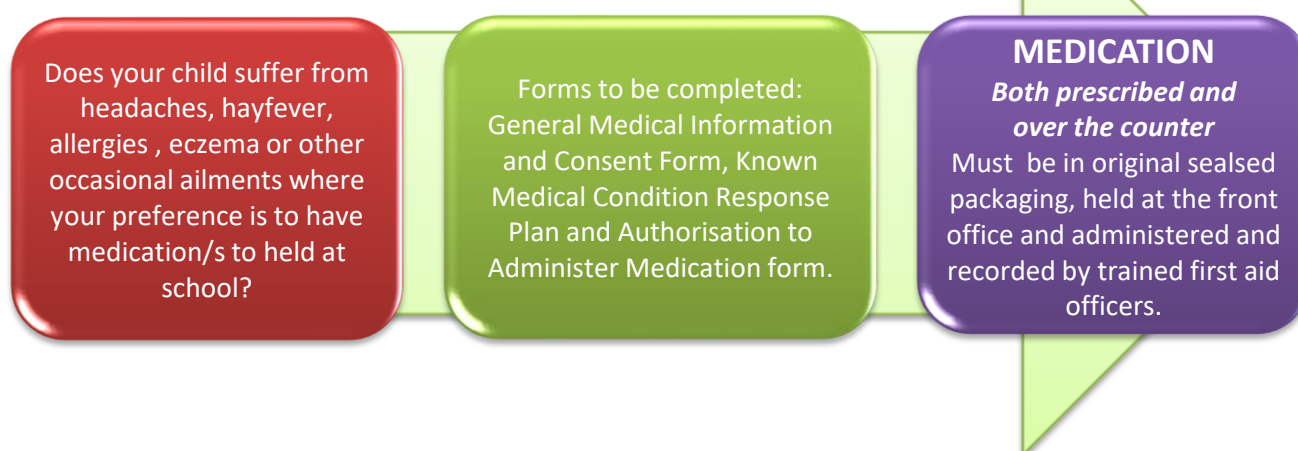 Does your child suffer from
headaches, hayfever,
allergies , eczema or other
occasional ailments where
your preference is to have
medication/s to held at
school?
Forms to be completed:
General Medical Information
and Consent Form, Known
Medical Condition Response
Plan and Authorisation to
Administer Medication form.
MEDICATION
Both prescribed and
over the counter
Must be in original sealsed
packaging, held at the front
office and administered and
recorded by trained first aid
officers.